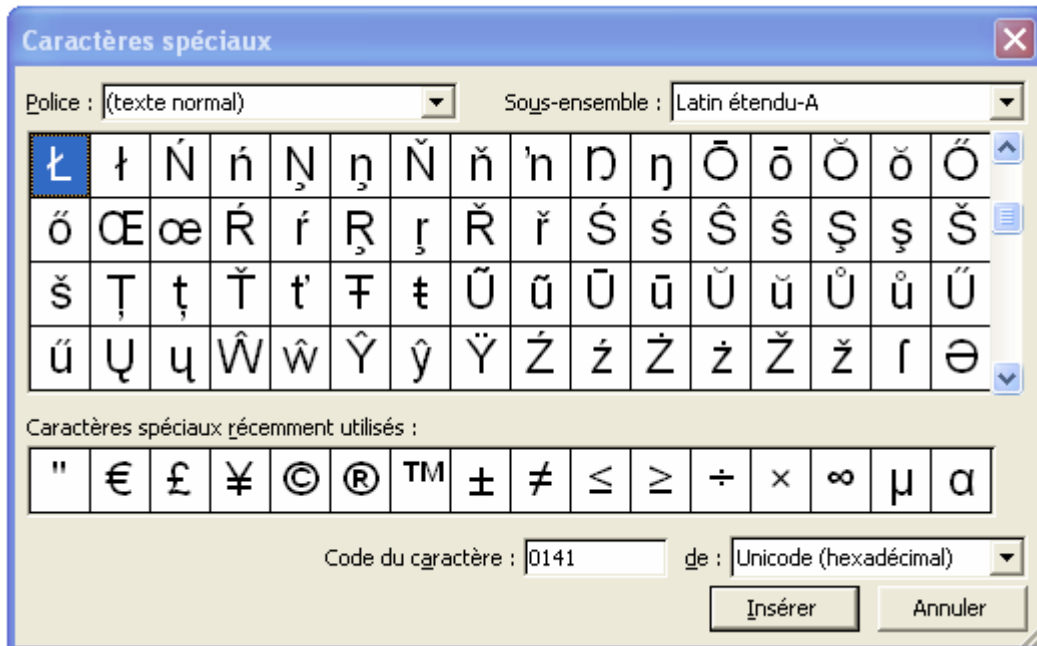 Caractères spéciaux
Police : (texte normal) Sous-ensemble : Latin étendu-A
Ł ł Ń ń Ņ ņ Ň ň ŉ Ŋ ŋ Ō ō Ŏ ŏ Ő
ő Œ œ Ŕ ŕ Ŗ ŗ Ř ř Ś ś Ŝ ŝ Ş ş Š
š Ţ ţ Ť ť Ŧ ŧ Ũ ũ Ū ū Ŭ ŭ Ů ů Ű
ű Ų ų Ŵ ŵ Ŷ ŷ Ÿ Ź ź Ż ż Ž ž ſ Ə
Caractères spéciaux récemment utilisés :
" € £ ¥ © ® ™ ± ≠ ≤ ≥ ÷ × ∞ µ α
Code du caractère : 0141 de : Unicode (hexadécimal)
Insérer Annuler